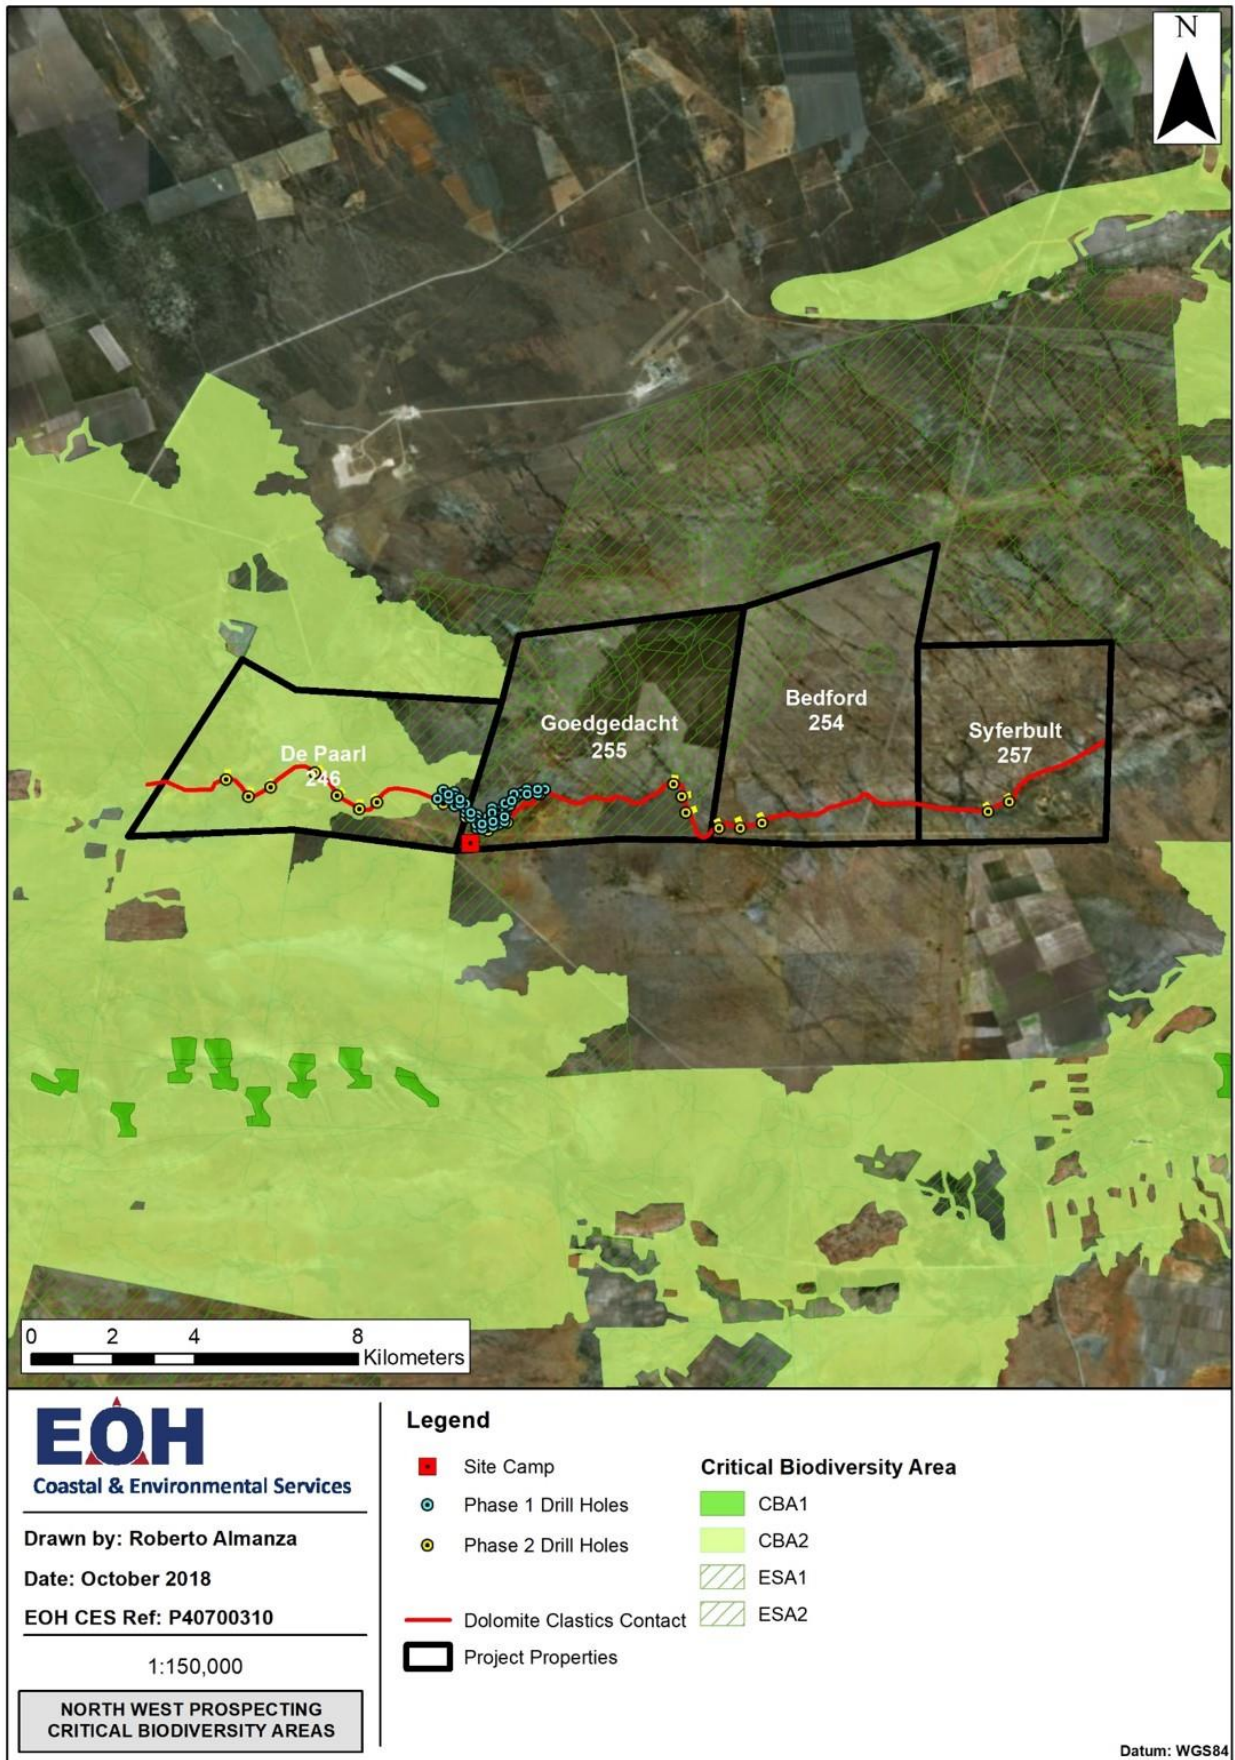 N
De Paarl
246
Goedgedacht
255
Bedford
254
Syferbult
257
0 2 4 8
Kilometers
EOH
Coastal & Environmental Services
Drawn by: Roberto Almanza
Date: October 2018
EOH CES Ref: P40700310
1:150,000
NORTH WEST PROSPECTING
CRITICAL BIODIVERSITY AREAS
Legend
Site Camp
Phase 1 Drill Holes
Phase 2 Drill Holes
Dolomite Clastics Contact
Project Properties
Critical Biodiversity Area
CBA1
CBA2
ESA1
ESA2
Datum: WGS84